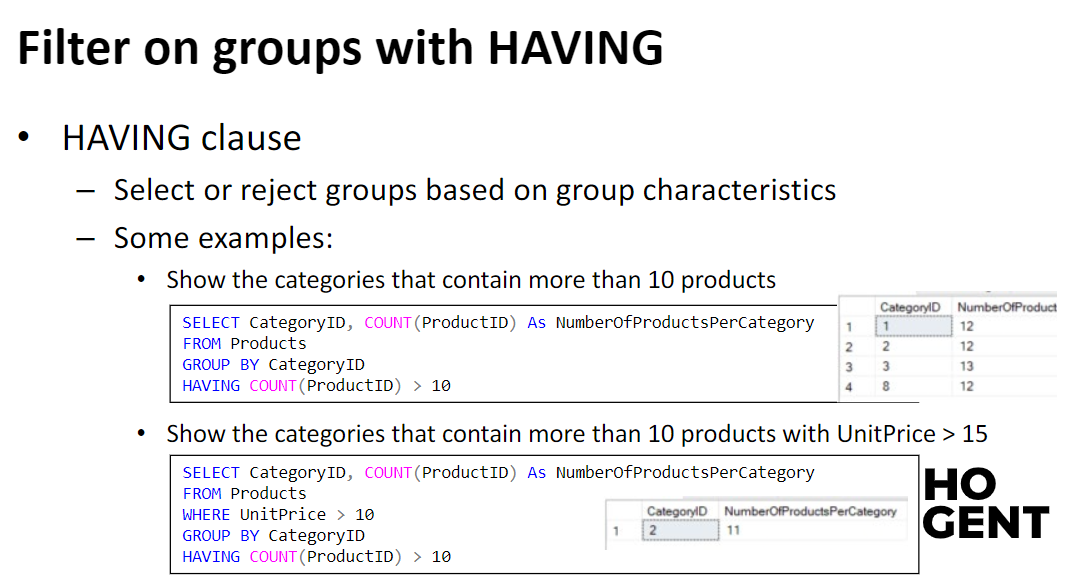 Filter on groups with HAVING
• HAVING clause
– Select or reject groups based on group characteristics
– Some examples:
• Show the categories that contain more than 10 products
SELECT CategoryID, COUNT(ProductID) As NumberOfProductsPerCategory
FROM Products
GROUP BY CategoryID
HAVING COUNT(ProductID) > 10
CategoryID NumberOfProduct
1 1 12
2 2 12
3 3 13
4 8 12
• Show the categories that contain more than 10 products with UnitPrice > 15
SELECT CategoryID, COUNT(ProductID) As NumberOfProductsPerCategory
FROM Products
WHERE UnitPrice > 10
GROUP BY CategoryID
HAVING COUNT(ProductID) > 10
CategoryID NumberOfProductsPerCategory
1 2 11
HO
GENT